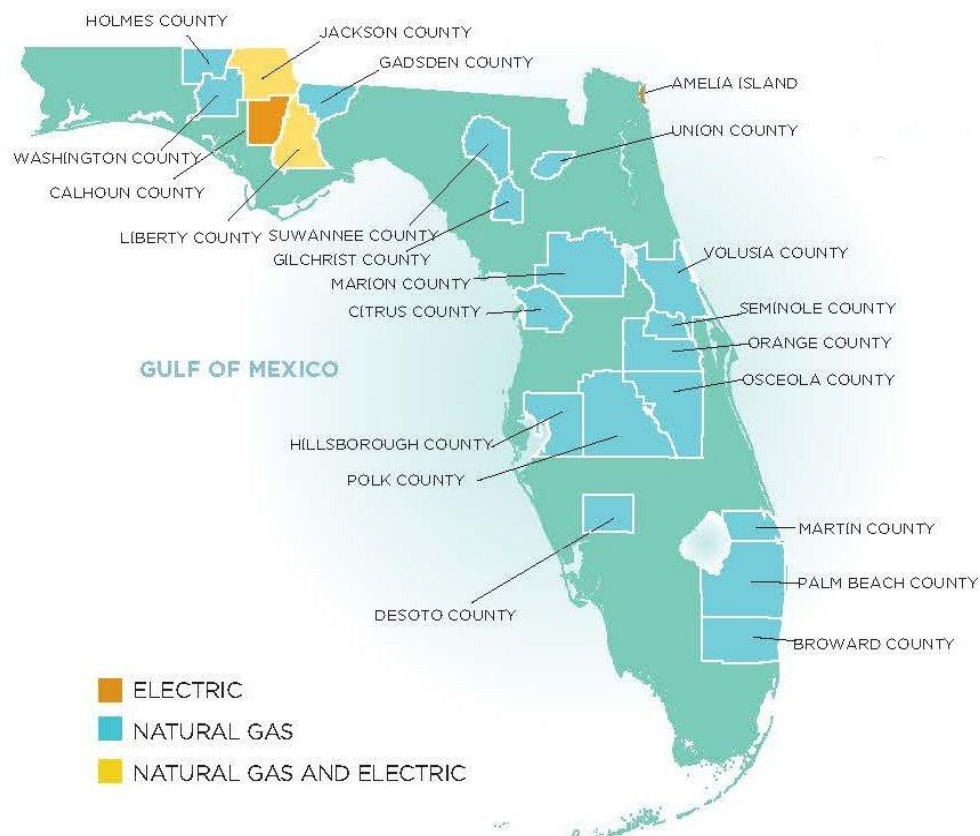 HOLMES COUNTY
JACKSON COUNTY
GADSDEN COUNTY
AMELIA ISLAND
UNION COUNTY
WASHINGTON COUNTY
CALHOUN COUNTY
LIBERTY COUNTY
SUWANNEE COUNTY
GILCHRIST COUNTY
VOLUSIA COUNTY
MARION COUNTY
CITRUS COUNTY
SEMINOLE COUNTY
ORANGE COUNTY
GULF OF MEXICO
OSCEOLA COUNTY
HILLSBOROUGH COUNTY
POLK COUNTY
MARTIN COUNTY
PALM BEACH COUNTY
DESOTO COUNTY
BROWARD COUNTY
ELECTRIC
NATURAL GAS
NATURAL GAS AND ELECTRIC